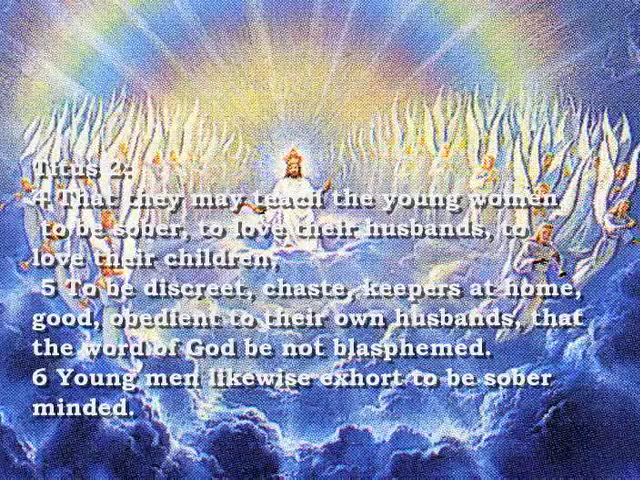 Titus 2:
4 That they may teach the young women
to be sober, to love their husbands, to
love their children,
5 To be discreet, chaste, keepers at home,
good, obedient to their own husbands, that
the word of God be not blasphemed.
6 Young men likewise exhort to be sober
minded.